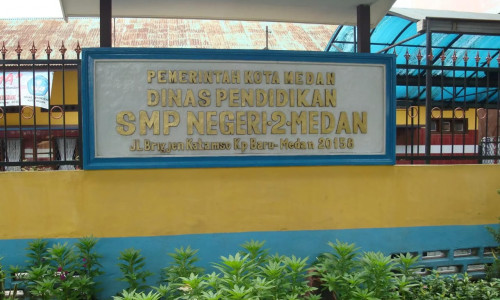 PEMERINTAH KOTA MEDAN
DINAS PENDIDIKAN
SMP NEGERI·2·MEDAN
Jl. Brigjen Katamso Kp Baru - Medan 20158